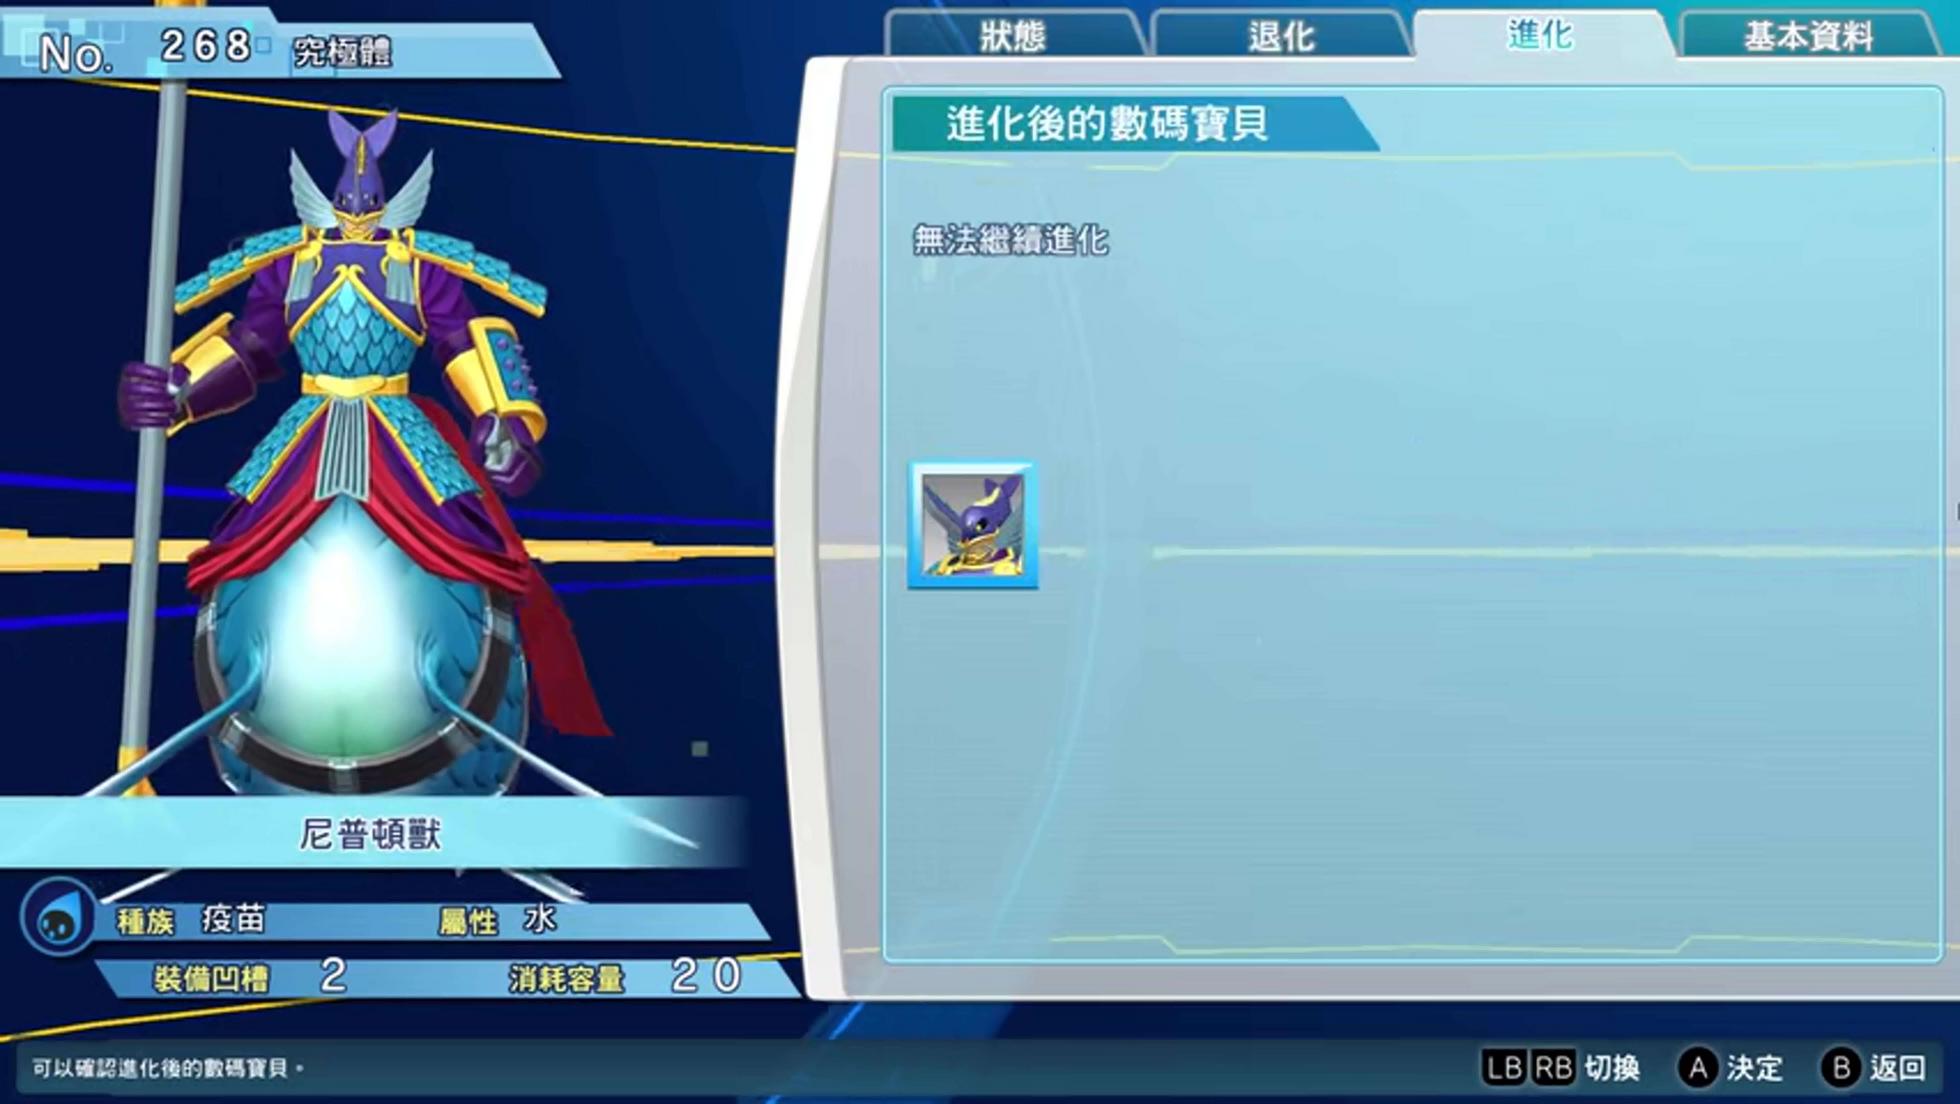 No. 268 究極體
狀態 退化 進化 基本資料
進化後的數碼寶貝
無法繼續進化
尼普頓獸
種族 疫苗 屬性 水
裝備凹槽 2 消耗容量 20
可以確認進化後的數碼寶貝。
LB RB 切換 A 決定 B 返回